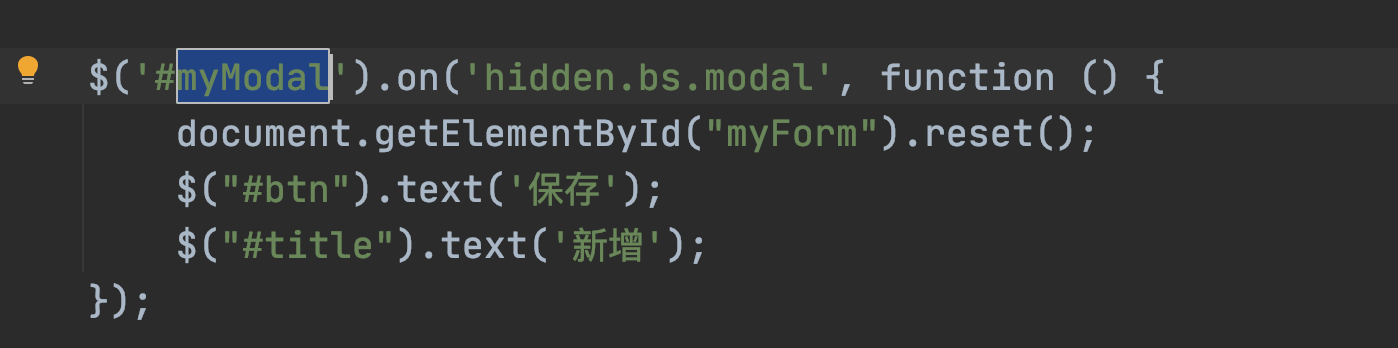 $('#myModal').on('hidden.bs.modal', function () {
    document.getElementById("myForm").reset();
    $("#btn").text('保存');
    $("#title").text('新增');
});